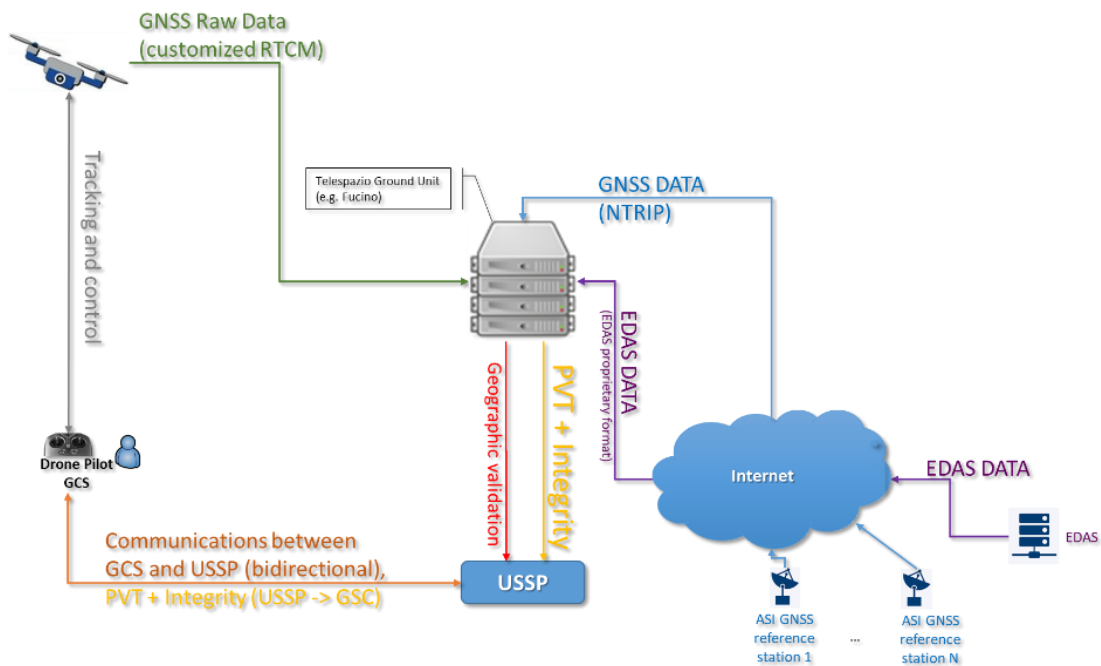 GNSS Raw Data
(customized RTCM)
Telespazio Ground Unit
(e.g. Fucino)
GNSS DATA
(NTRIP)
Tracking and control
Geographic validation
PVT + Integrity
EDAS DATA
(EDAS proprietary format)
Drone Pilot
GCS
Internet
EDAS DATA
EDAS
Communications between
GCS and USSP (bidirectional),
PVT + Integrity (USSP -> GSC)
USSP
ASI GNSS
reference
station 1
...
ASI GNSS
reference
station N